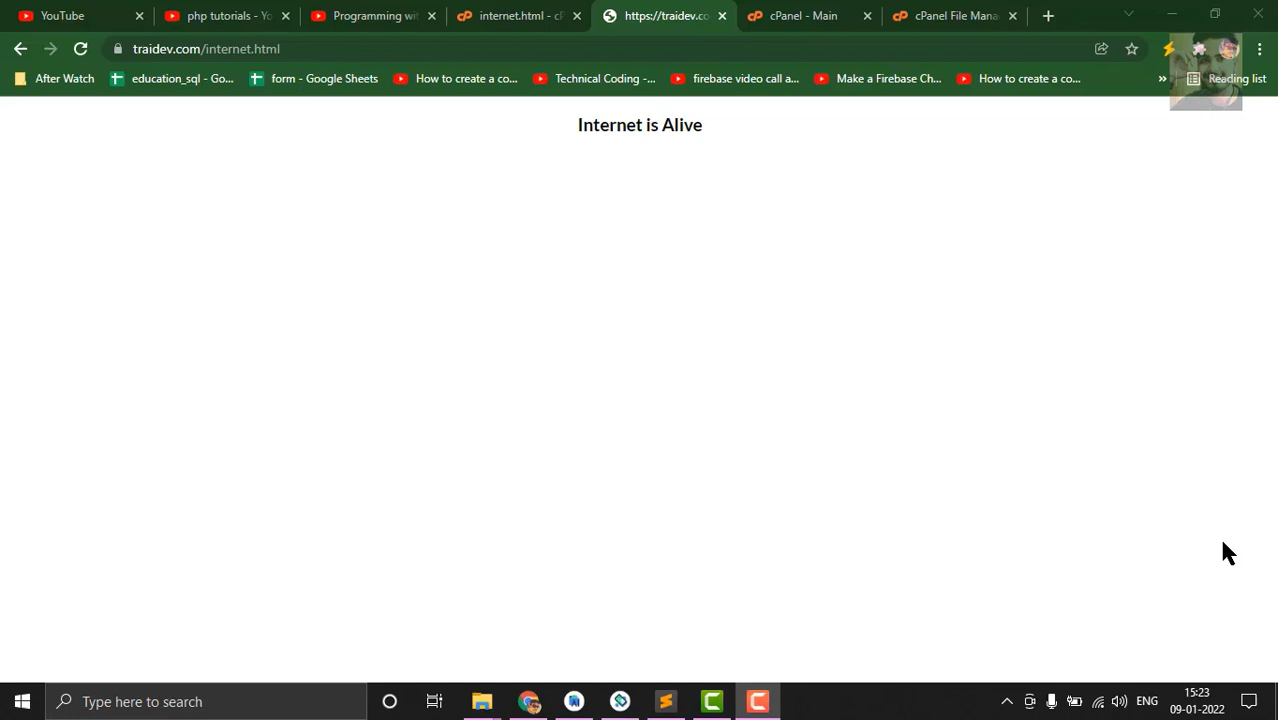 YouTube
php tutorials - Yo
Programming wit
internet.html - cP
https://traidev.co
cPanel - Main
cPanel File Mana
traidev.com/internet.html
After Watch
education_sql - Go...
form - Google Sheets
How to create a co...
Technical Coding -...
firebase video call a...
Make a Firebase Ch...
How to create a co...
»
Reading list
Internet is Alive
Type here to search
ENG
15:23
09-01-2022